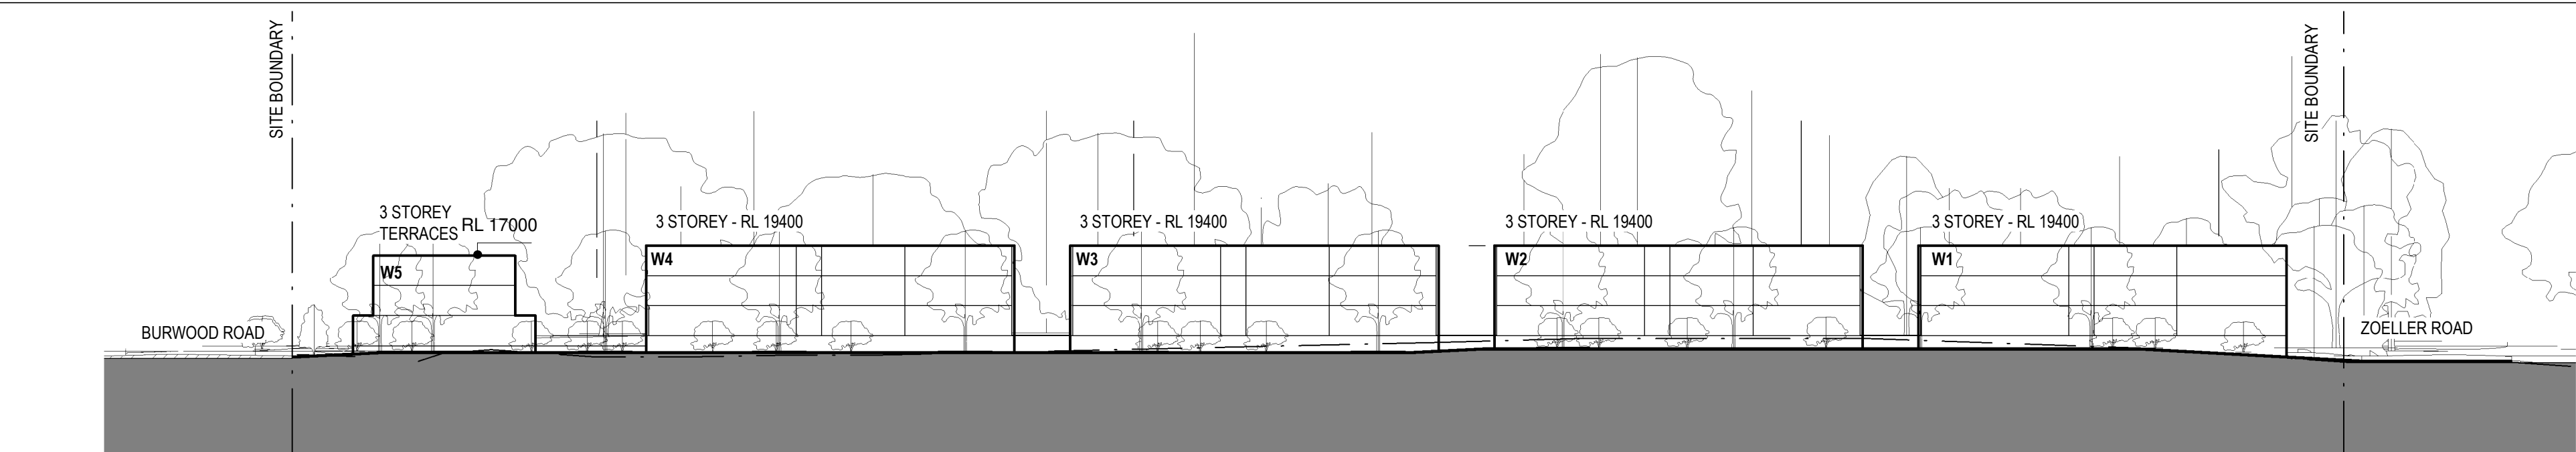 SITE BOUNDARY
SITE BOUNDARY
3 STOREY
TERRACES
RL 17000
3 STOREY - RL 19400
3 STOREY - RL 19400
3 STOREY - RL 19400
3 STOREY - RL 19400
W5
W4
W3
W2
W1
BURWOOD ROAD
ZOELLER ROAD